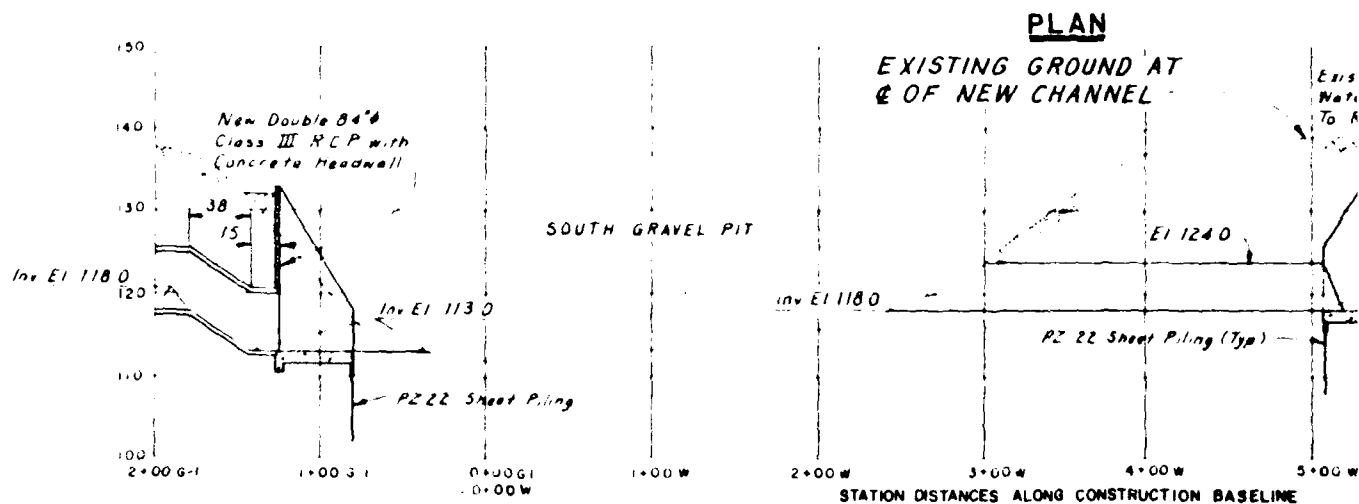 PLAN
EXISTING GROUND AT
℄ OF NEW CHANNEL
New Double 84"ϕ
Class III RCP with
Concrete Headwall
150
140
130
120
110
100
38
15
Inv El 118.0
Inv El 113.0
PZ 22 Sheet Piling
SOUTH GRAVEL PIT
El 124.0
Inv El 118.0
PZ 22 Sheet Piling (Typ)
Exis
Wate
To R
2+00 G-1
1+00 G-1
0+00 G-1
0+00 W
1+00 W
2+00 W
3+00 W
4+00 W
5+00 W
STATION DISTANCES ALONG CONSTRUCTION BASELINE